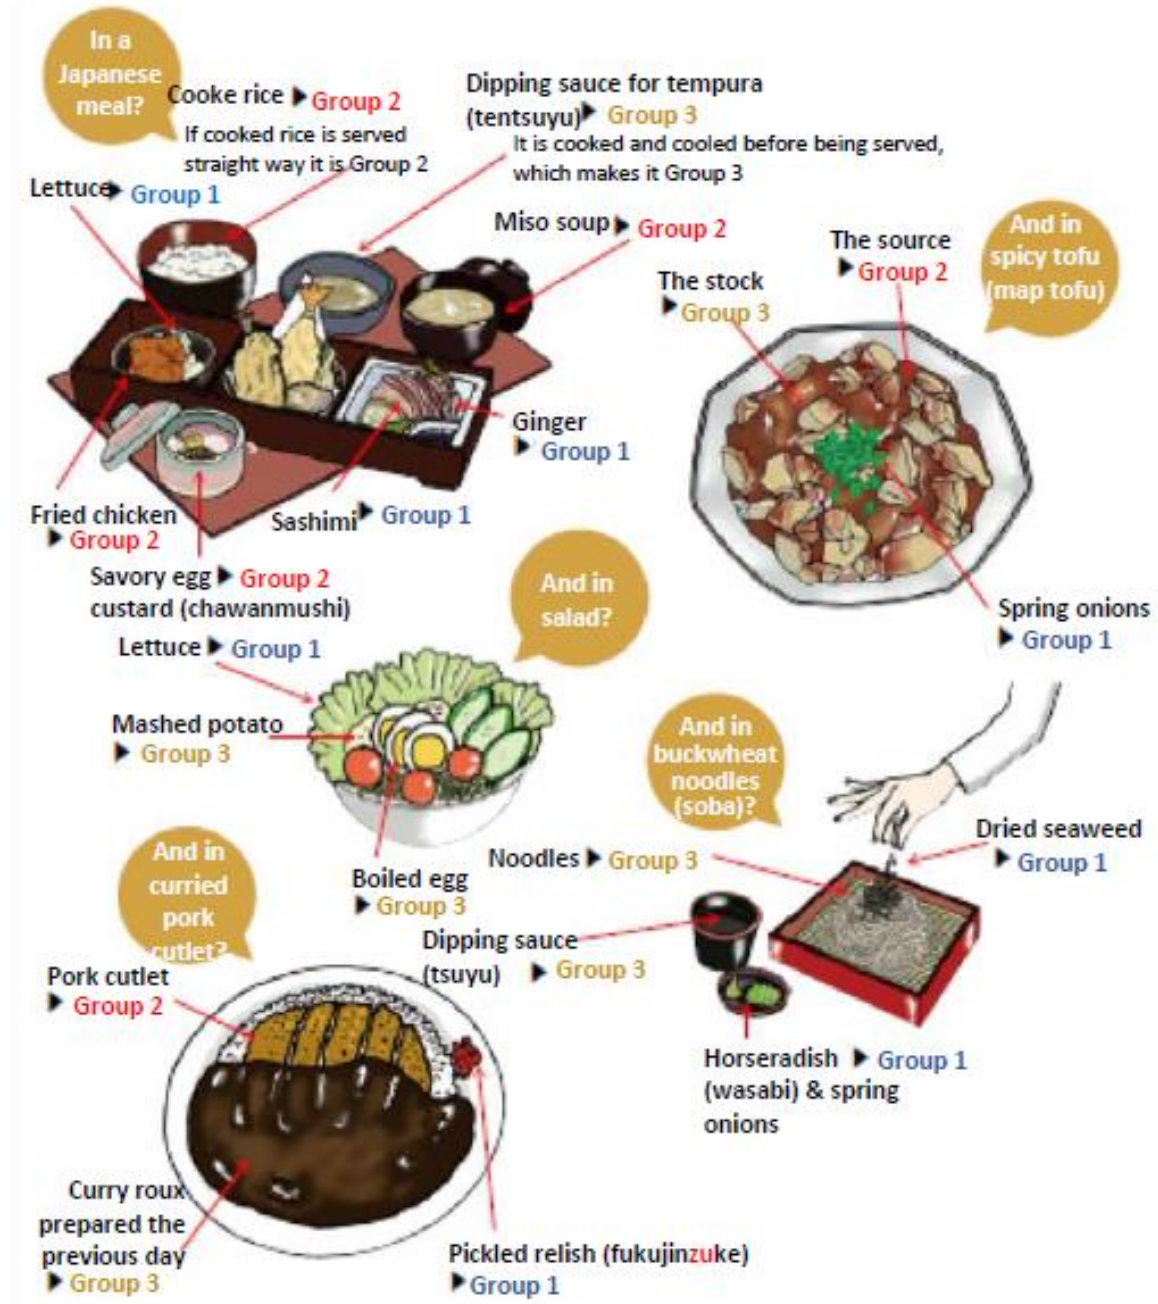 In a
Japanese
meal?
Cooke rice ▶ Group 2
If cooked rice is served
straight way it is Group 2
Dipping sauce for tempura
(tentsuyu)▶ Group 3
It is cooked and cooled before being served,
which makes it Group 3
Lettuce▶ Group 1
Miso soup ▶ Group 2
Ginger
▶ Group 1
Fried chicken
▶ Group 2
Sashimi▶ Group 1
Savory egg ▶ Group 2
custard (chawanmushi)
And in
spicy tofu
(map tofu)
The source
▶Group 2
The stock
▶Group 3
Spring onions
▶ Group 1
And in
salad?
Lettuce ▶ Group 1
Mashed potato
▶ Group 3
Boiled egg
▶ Group 3
And in
buckwheat
noodles
(soba)?
Dried seaweed
▶ Group 1
Noodles ▶ Group 3
Dipping sauce
(tsuyu) ▶ Group 3
Horseradish ▶ Group 1
(wasabi) & spring
onions
And in
curried
pork
cutlet?
Pork cutlet
▶ Group 2
Curry roux
prepared the
previous day
▶ Group 3
Pickled relish (fukujinzuke)
▶Group 1